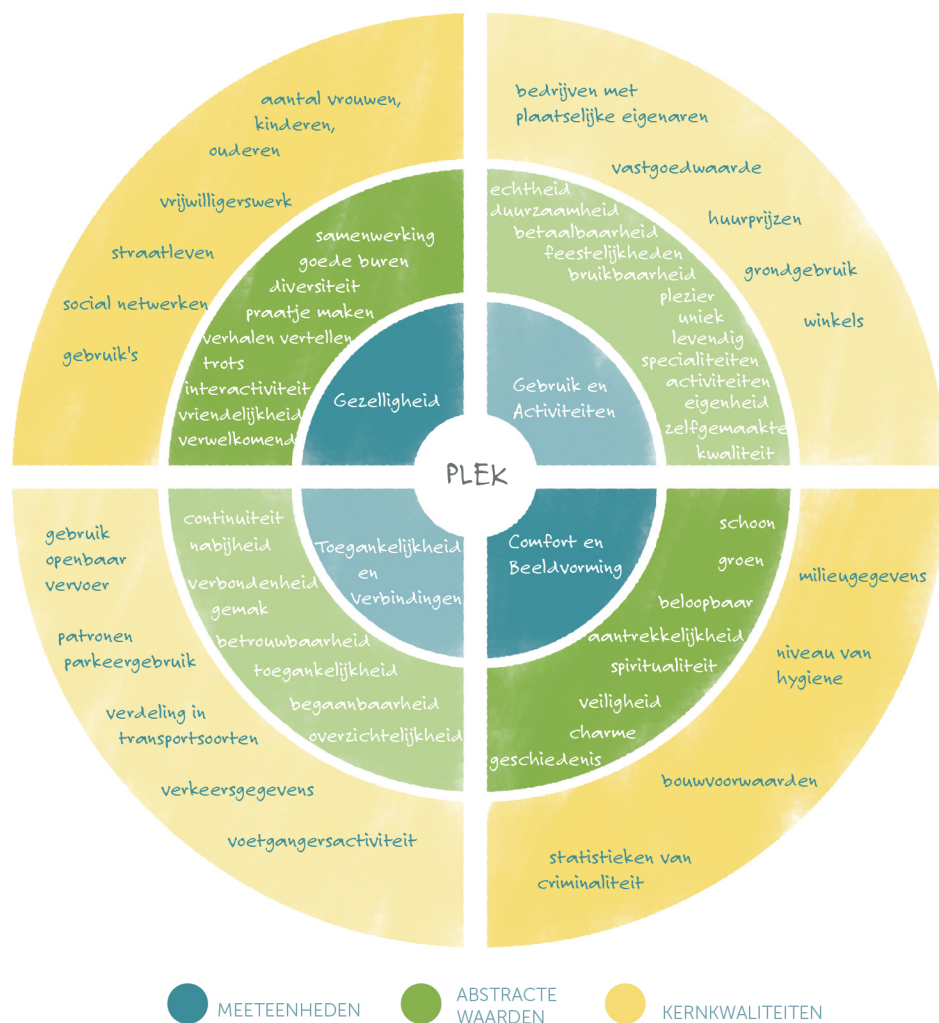 aantal vrouwen,
kinderen,
ouderen
vrijwilligerswerk
straatleven
social netwerken
gebruik's
samenwerking
goede buren
diversiteit
praatje maken
verhalen vertellen
trots
interactiviteit
vriendelijkheid
verwelkomend
Gezelligheid
bedrijven met
plaatselijke eigenaren
vastgoedwaarde
huurprijzen
grondgebruik
winkels
echtheid
duurzaamheid
betaalbaarheid
feestelijkheden
bruikbaarheid
plezier
uniek
levendig
specialiteiten
activiteiten
eigenheid
zelfgemaakte
kwaliteit
Gebruik en
Activiteiten
PLEK
gebruik
openbaar
vervoer
patronen
parkeergebruik
verdeling in
transportsoorten
verkeersgegevens
voetgangersactiviteit
continuiteit
nabijheid
verbondenheid
gemak
betrouwbaarheid
toegankelijkheid
begaanbaarheid
overzichtelijkheid
Toegankelijkheid
en
Verbindingen
Comfort en
Beeldvorming
schoon
groen
beloopbaar
aantrekkelijkheid
spiritualiteit
veiligheid
charme
geschiedenis
milieugegevens
niveau van
hygiene
bouwvoorwaarden
statistieken van
criminaliteit
MEETEENHEDEN
ABSTRACTE
WAARDEN
KERNKWALITEITEN